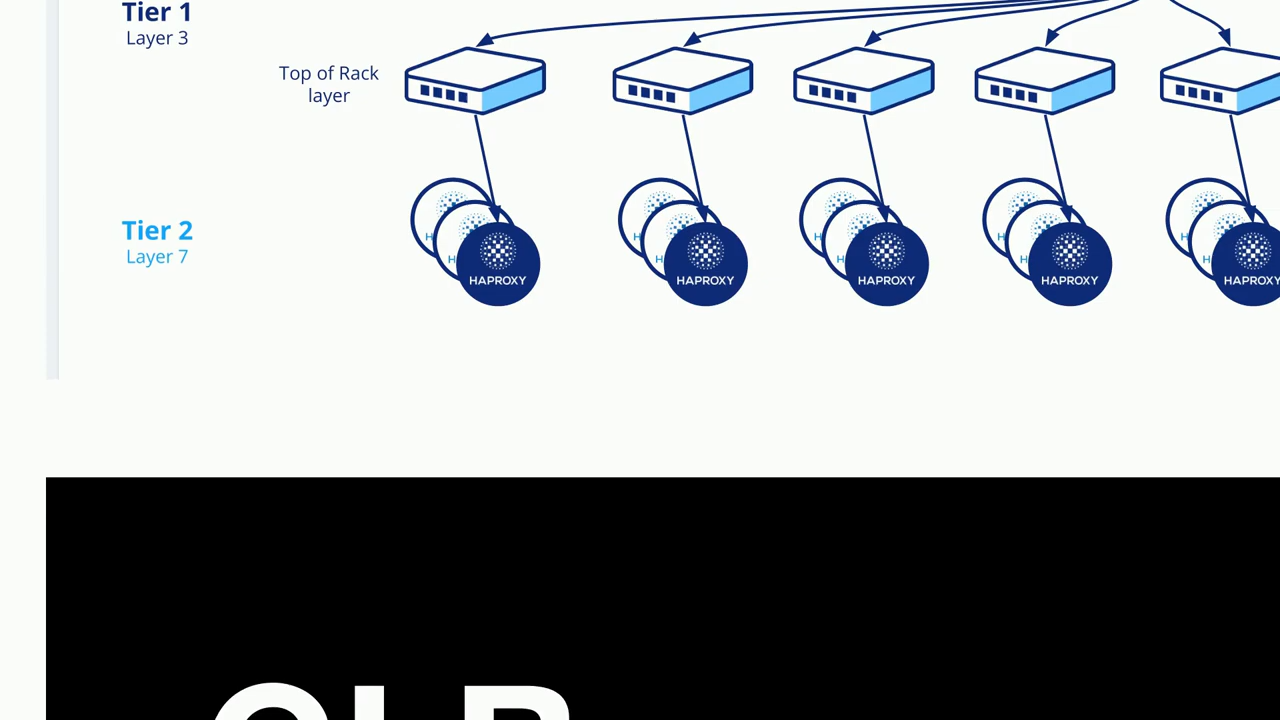 Tier 1
Layer 3
Top of Rack
layer
Tier 2
Layer 7
HAPROXY
HAPROXY
HAPROXY
HAPROXY
HAPROXY